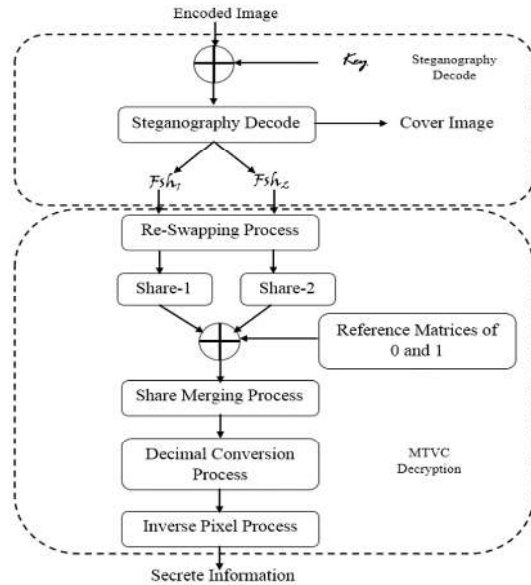 Encoded Image
Key
Steganography
Decode
Steganography Decode
Cover Image
Fsh1
Fsh2
Re-Swapping Process
Share-1
Share-2
Reference Matrices of
0 and 1
Share Merging Process
Decimal Conversion
Process
MTVC
Decryption
Inverse Pixel Process
Secrete Information